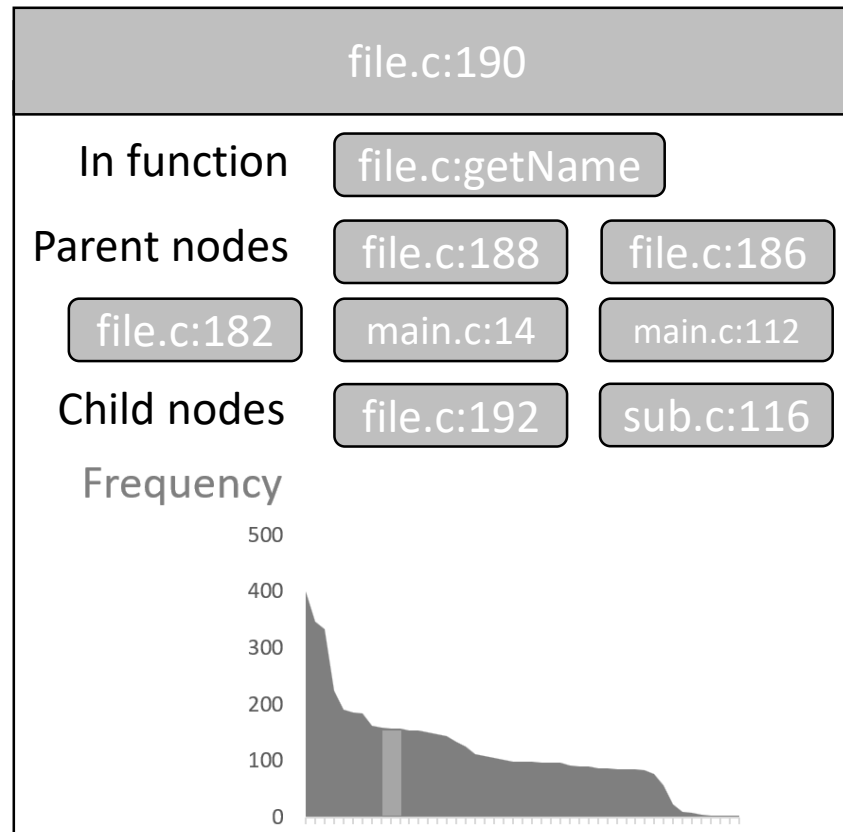 file.c:190
In function file.c:getName
Parent nodes file.c:188 file.c:186
file.c:182 main.c:14 main.c:112
Child nodes file.c:192 sub.c:116
Frequency
500
400
300
200
100
0